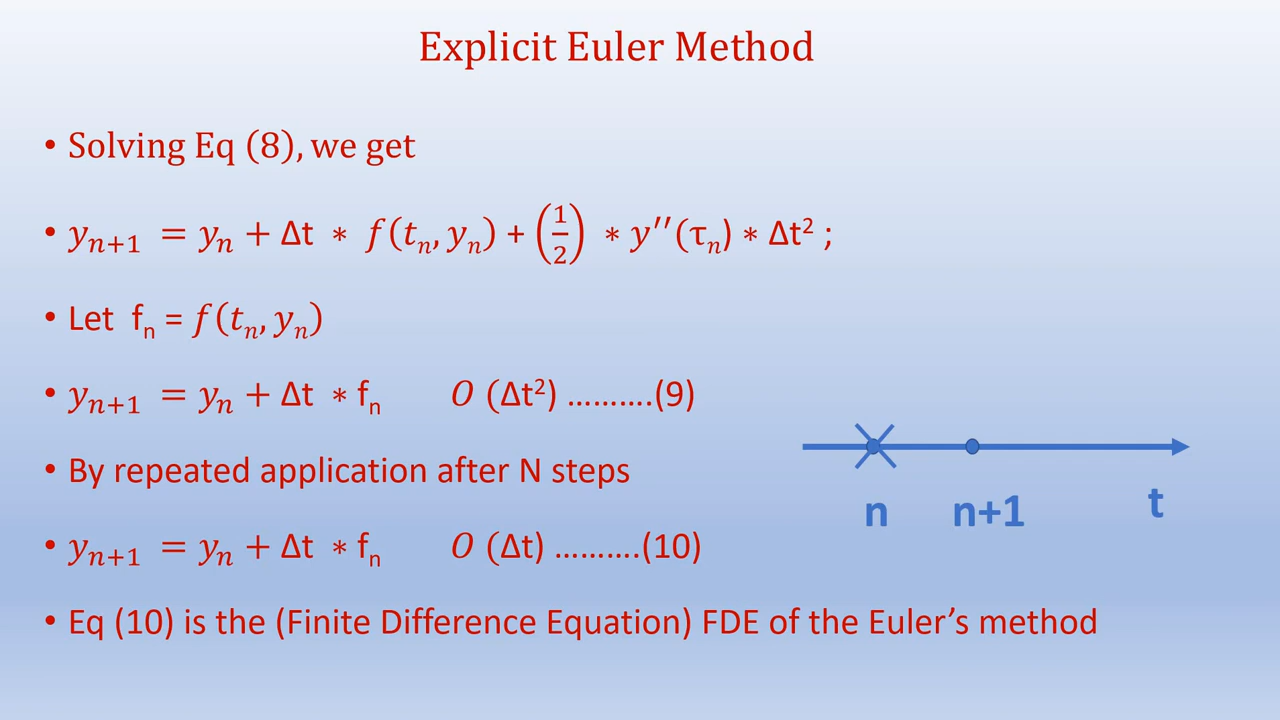 Explicit Euler Method
• Solving Eq (8), we get
• yₙ₊₁ = yₙ + Δt ∗ f(tₙ, yₙ) + (1/2) ∗ y′′(τₙ) ∗ Δt² ;
• Let fₙ = f(tₙ, yₙ)
• yₙ₊₁ = yₙ + Δt ∗ fₙ O (Δt²) ……….(9)
• By repeated application after N steps
• yₙ₊₁ = yₙ + Δt ∗ fₙ O (Δt) ……….(10)
• Eq (10) is the (Finite Difference Equation) FDE of the Euler’s method
n n+1 t